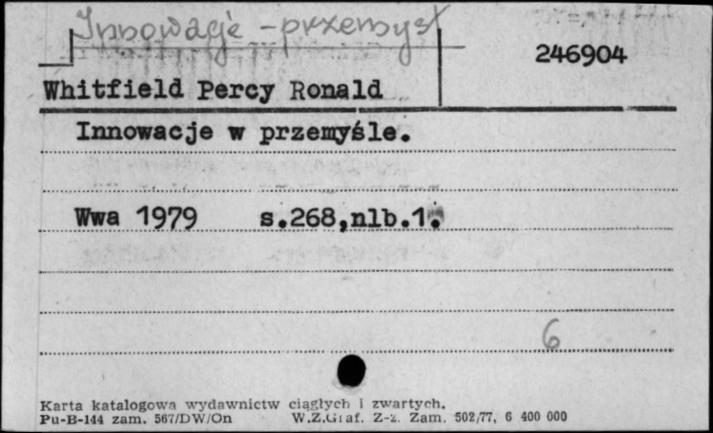 Innowacje - przemysł
246904
Whitfield Percy Ronald
Innowacje w przemyśle.
Wwa 1979 s.268,nlb.1.
6
Karta katalogowa wydawnictw ciągłych i zwartych.
Pu-B-144 zam. 567/DW/On W.Z.Graf. Z-z. Zam. 502/77, 6 400 000